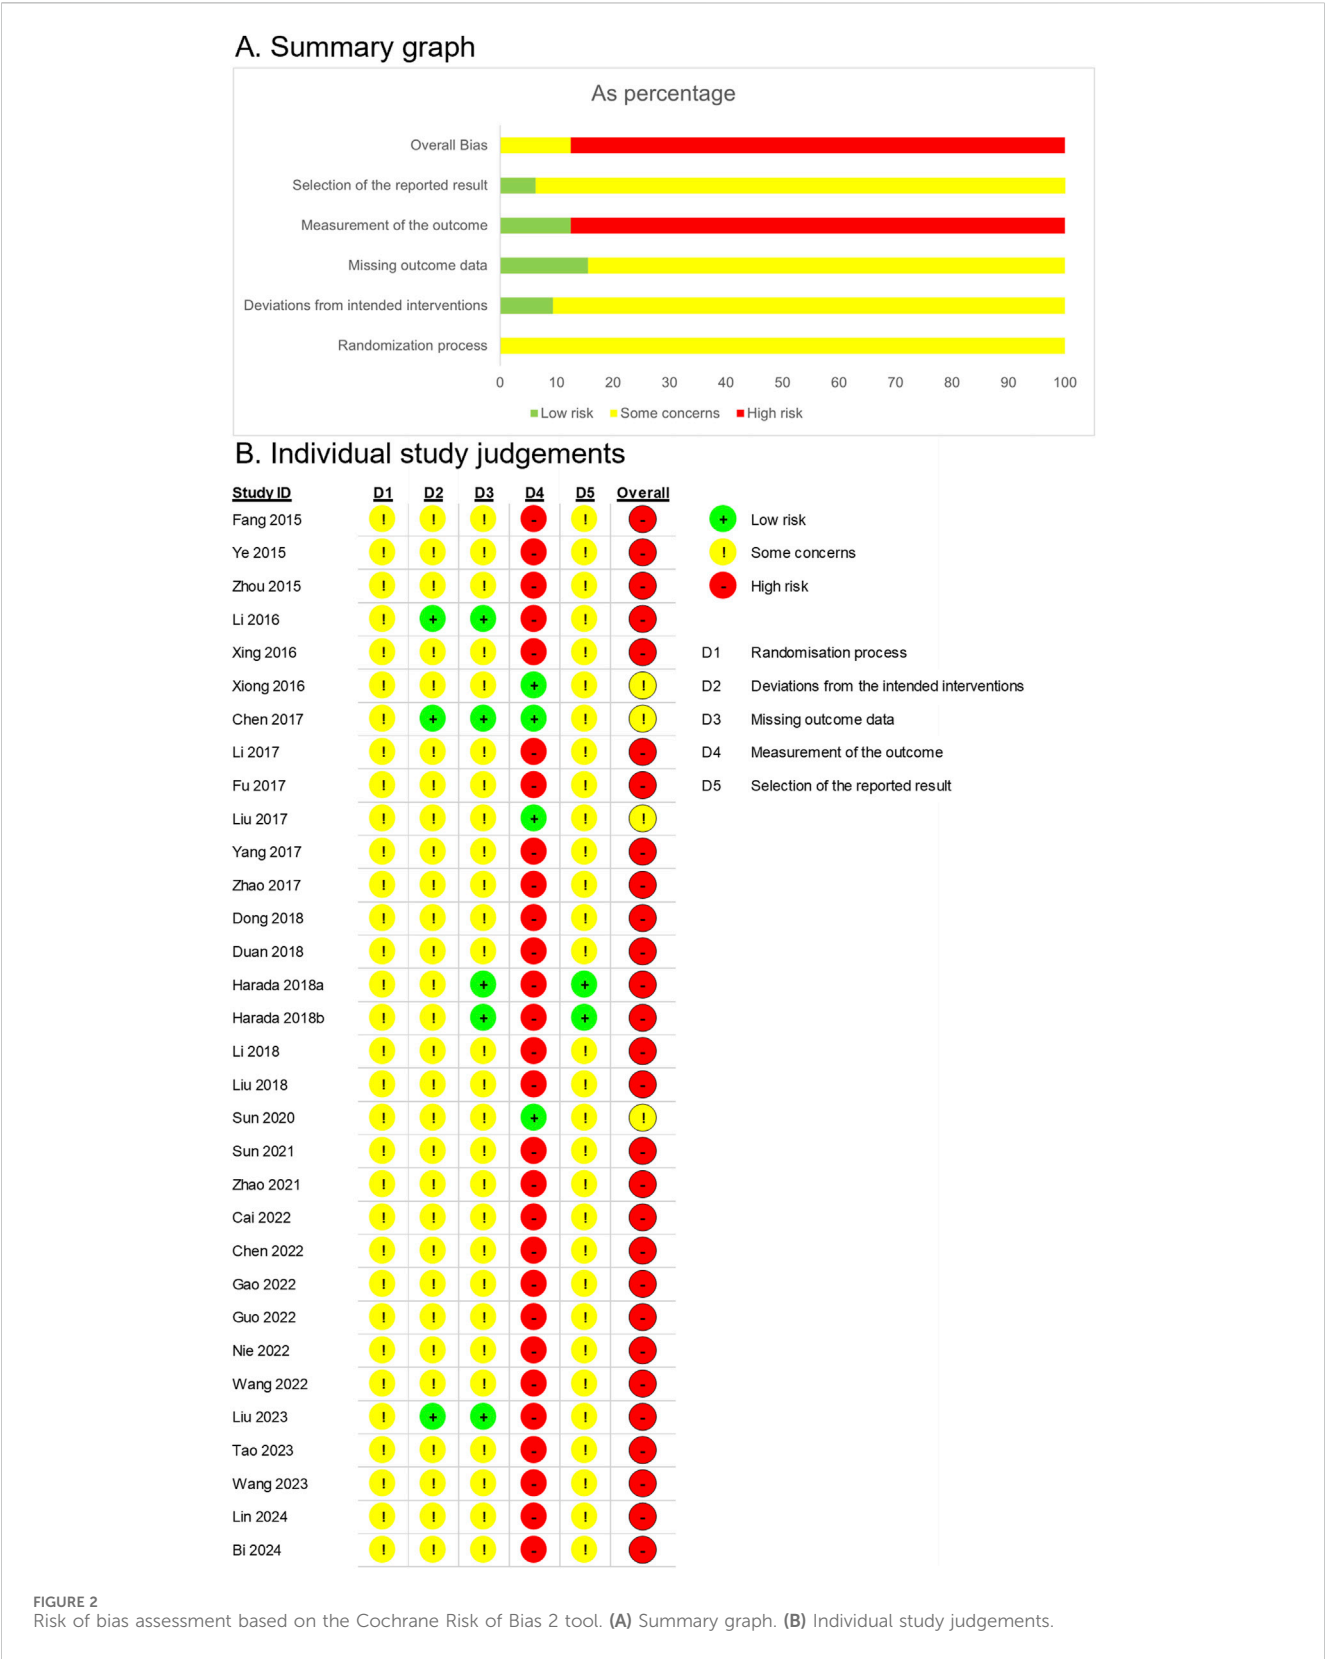 A. Summary graph
As percentage
Overall Bias
Selection of the reported result
Measurement of the outcome
Missing outcome data
Deviations from intended interventions
Randomization process
0 10 20 30 40 50 60 70 80 90 100
Low risk Some concerns High risk
B. Individual study judgements
Study ID D1 D2 D3 D4 D5 Overall
Fang 2015 ! ! ! - ! - + Low risk
Ye 2015 ! ! ! - ! - ! Some concerns
Zhou 2015 ! ! ! - ! - - High risk
Li 2016 ! + + - ! -
Xing 2016 ! ! ! - ! - D1 Randomisation process
Xiong 2016 ! ! ! + ! ! D2 Deviations from the intended interventions
Chen 2017 ! + + + ! ! D3 Missing outcome data
Li 2017 ! ! ! - ! - D4 Measurement of the outcome
Fu 2017 ! ! ! - ! - D5 Selection of the reported result
Liu 2017 ! ! ! + ! !
Yang 2017 ! ! ! - ! -
Zhao 2017 ! ! ! - ! -
Dong 2018 ! ! ! - ! -
Duan 2018 ! ! ! - ! -
Harada 2018a ! ! + - + -
Harada 2018b ! ! + - + -
Li 2018 ! ! ! - ! -
Liu 2018 ! ! ! - ! -
Sun 2020 ! ! ! + ! !
Sun 2021 ! ! ! - ! -
Zhao 2021 ! ! ! - ! -
Cai 2022 ! ! ! - ! -
Chen 2022 ! ! ! - ! -
Gao 2022 ! ! ! - ! -
Guo 2022 ! ! ! - ! -
Nie 2022 ! ! ! - ! -
Wang 2022 ! ! ! - ! -
Liu 2023 ! + + - ! -
Tao 2023 ! ! ! - ! -
Wang 2023 ! ! ! - ! -
Lin 2024 ! ! ! - ! -
Bi 2024 ! ! ! - ! -
FIGURE 2
Risk of bias assessment based on the Cochrane Risk of Bias 2 tool. (A) Summary graph. (B) Individual study judgements.